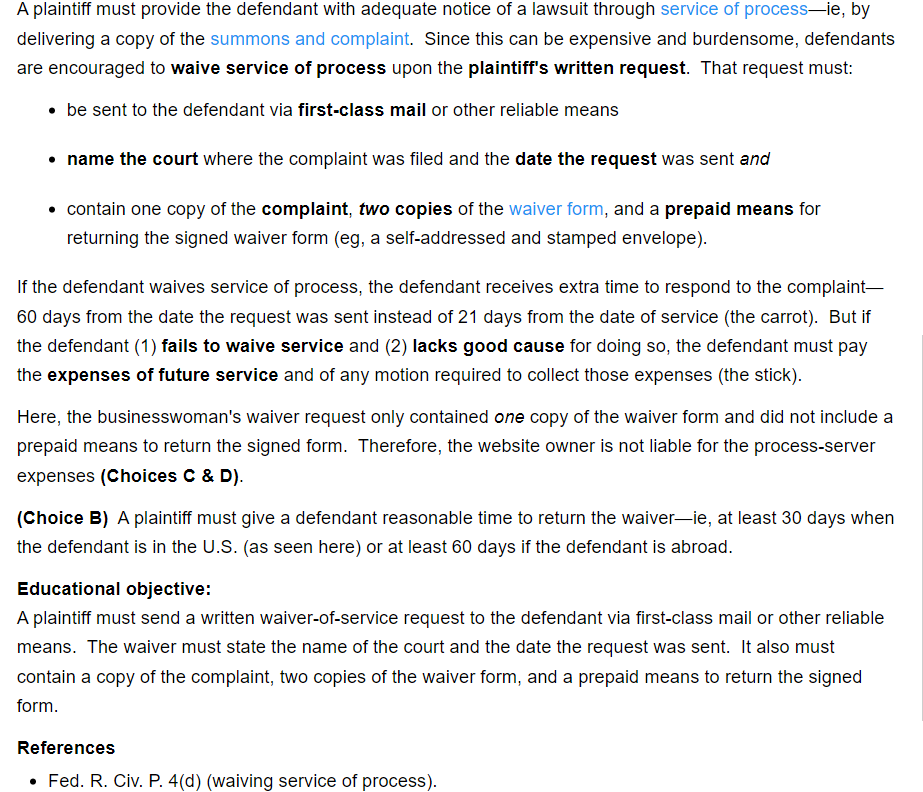 A plaintiff must provide the defendant with adequate notice of a lawsuit through service of process—ie, by
delivering a copy of the summons and complaint. Since this can be expensive and burdensome, defendants
are encouraged to waive service of process upon the plaintiff's written request. That request must:
• be sent to the defendant via first-class mail or other reliable means
• name the court where the complaint was filed and the date the request was sent and
• contain one copy of the complaint, two copies of the waiver form, and a prepaid means for
returning the signed waiver form (eg, a self-addressed and stamped envelope).
If the defendant waives service of process, the defendant receives extra time to respond to the complaint—
60 days from the date the request was sent instead of 21 days from the date of service (the carrot). But if
the defendant (1) fails to waive service and (2) lacks good cause for doing so, the defendant must pay
the expenses of future service and of any motion required to collect those expenses (the stick).
Here, the businesswoman's waiver request only contained one copy of the waiver form and did not include a
prepaid means to return the signed form. Therefore, the website owner is not liable for the process-server
expenses (Choices C & D).
(Choice B) A plaintiff must give a defendant reasonable time to return the waiver—ie, at least 30 days when
the defendant is in the U.S. (as seen here) or at least 60 days if the defendant is abroad.
Educational objective:
A plaintiff must send a written waiver-of-service request to the defendant via first-class mail or other reliable
means. The waiver must state the name of the court and the date the request was sent. It also must
contain a copy of the complaint, two copies of the waiver form, and a prepaid means to return the signed
form.
References
• Fed. R. Civ. P. 4(d) (waiving service of process).